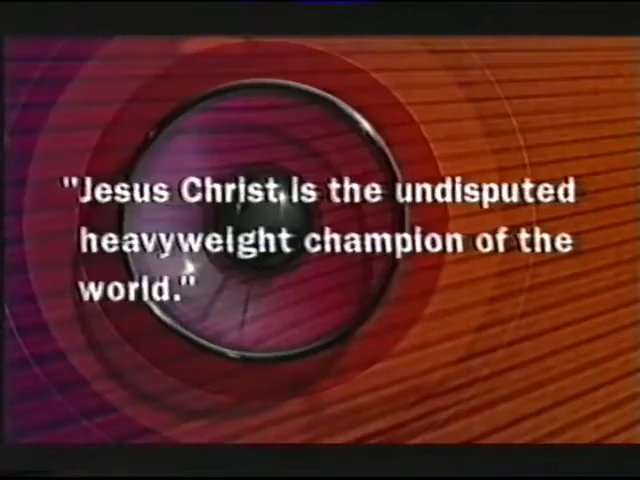 "Jesus Christ is the undisputed
heavyweight champion of the
world."